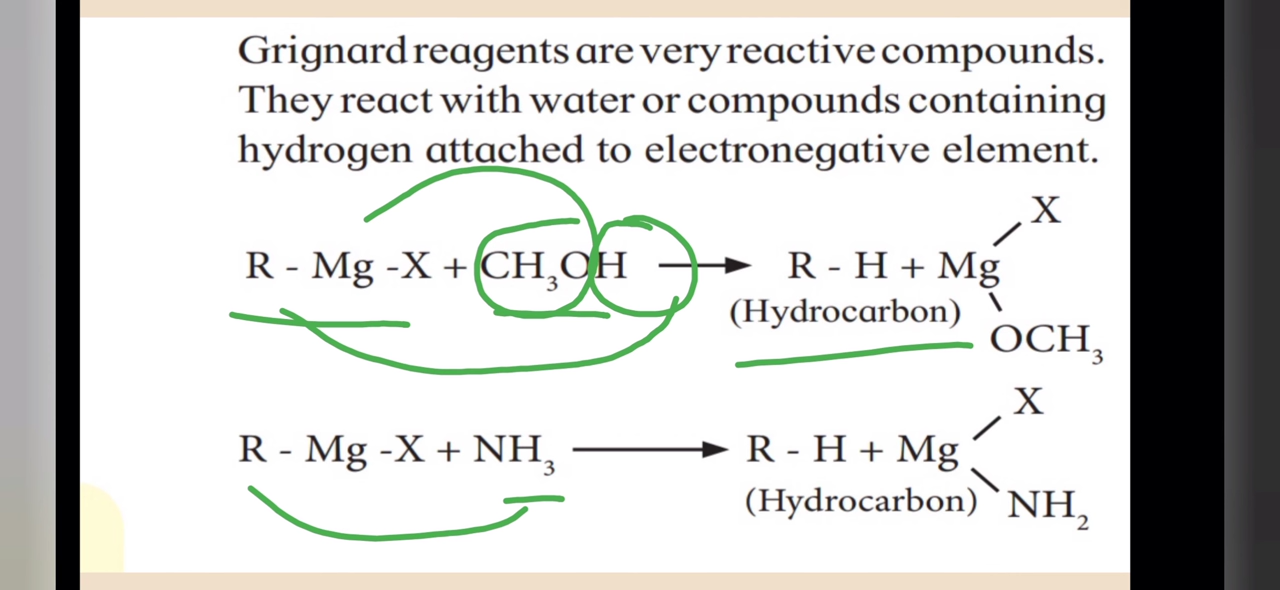 Grignard reagents are very reactive compounds.
They react with water or compounds containing
hydrogen attached to electronegative element.
X
R - Mg -X + CH₃OH → R - H + Mg
(Hydrocarbon)
OCH₃
X
R - Mg -X + NH₃ → R - H + Mg
(Hydrocarbon) NH₂